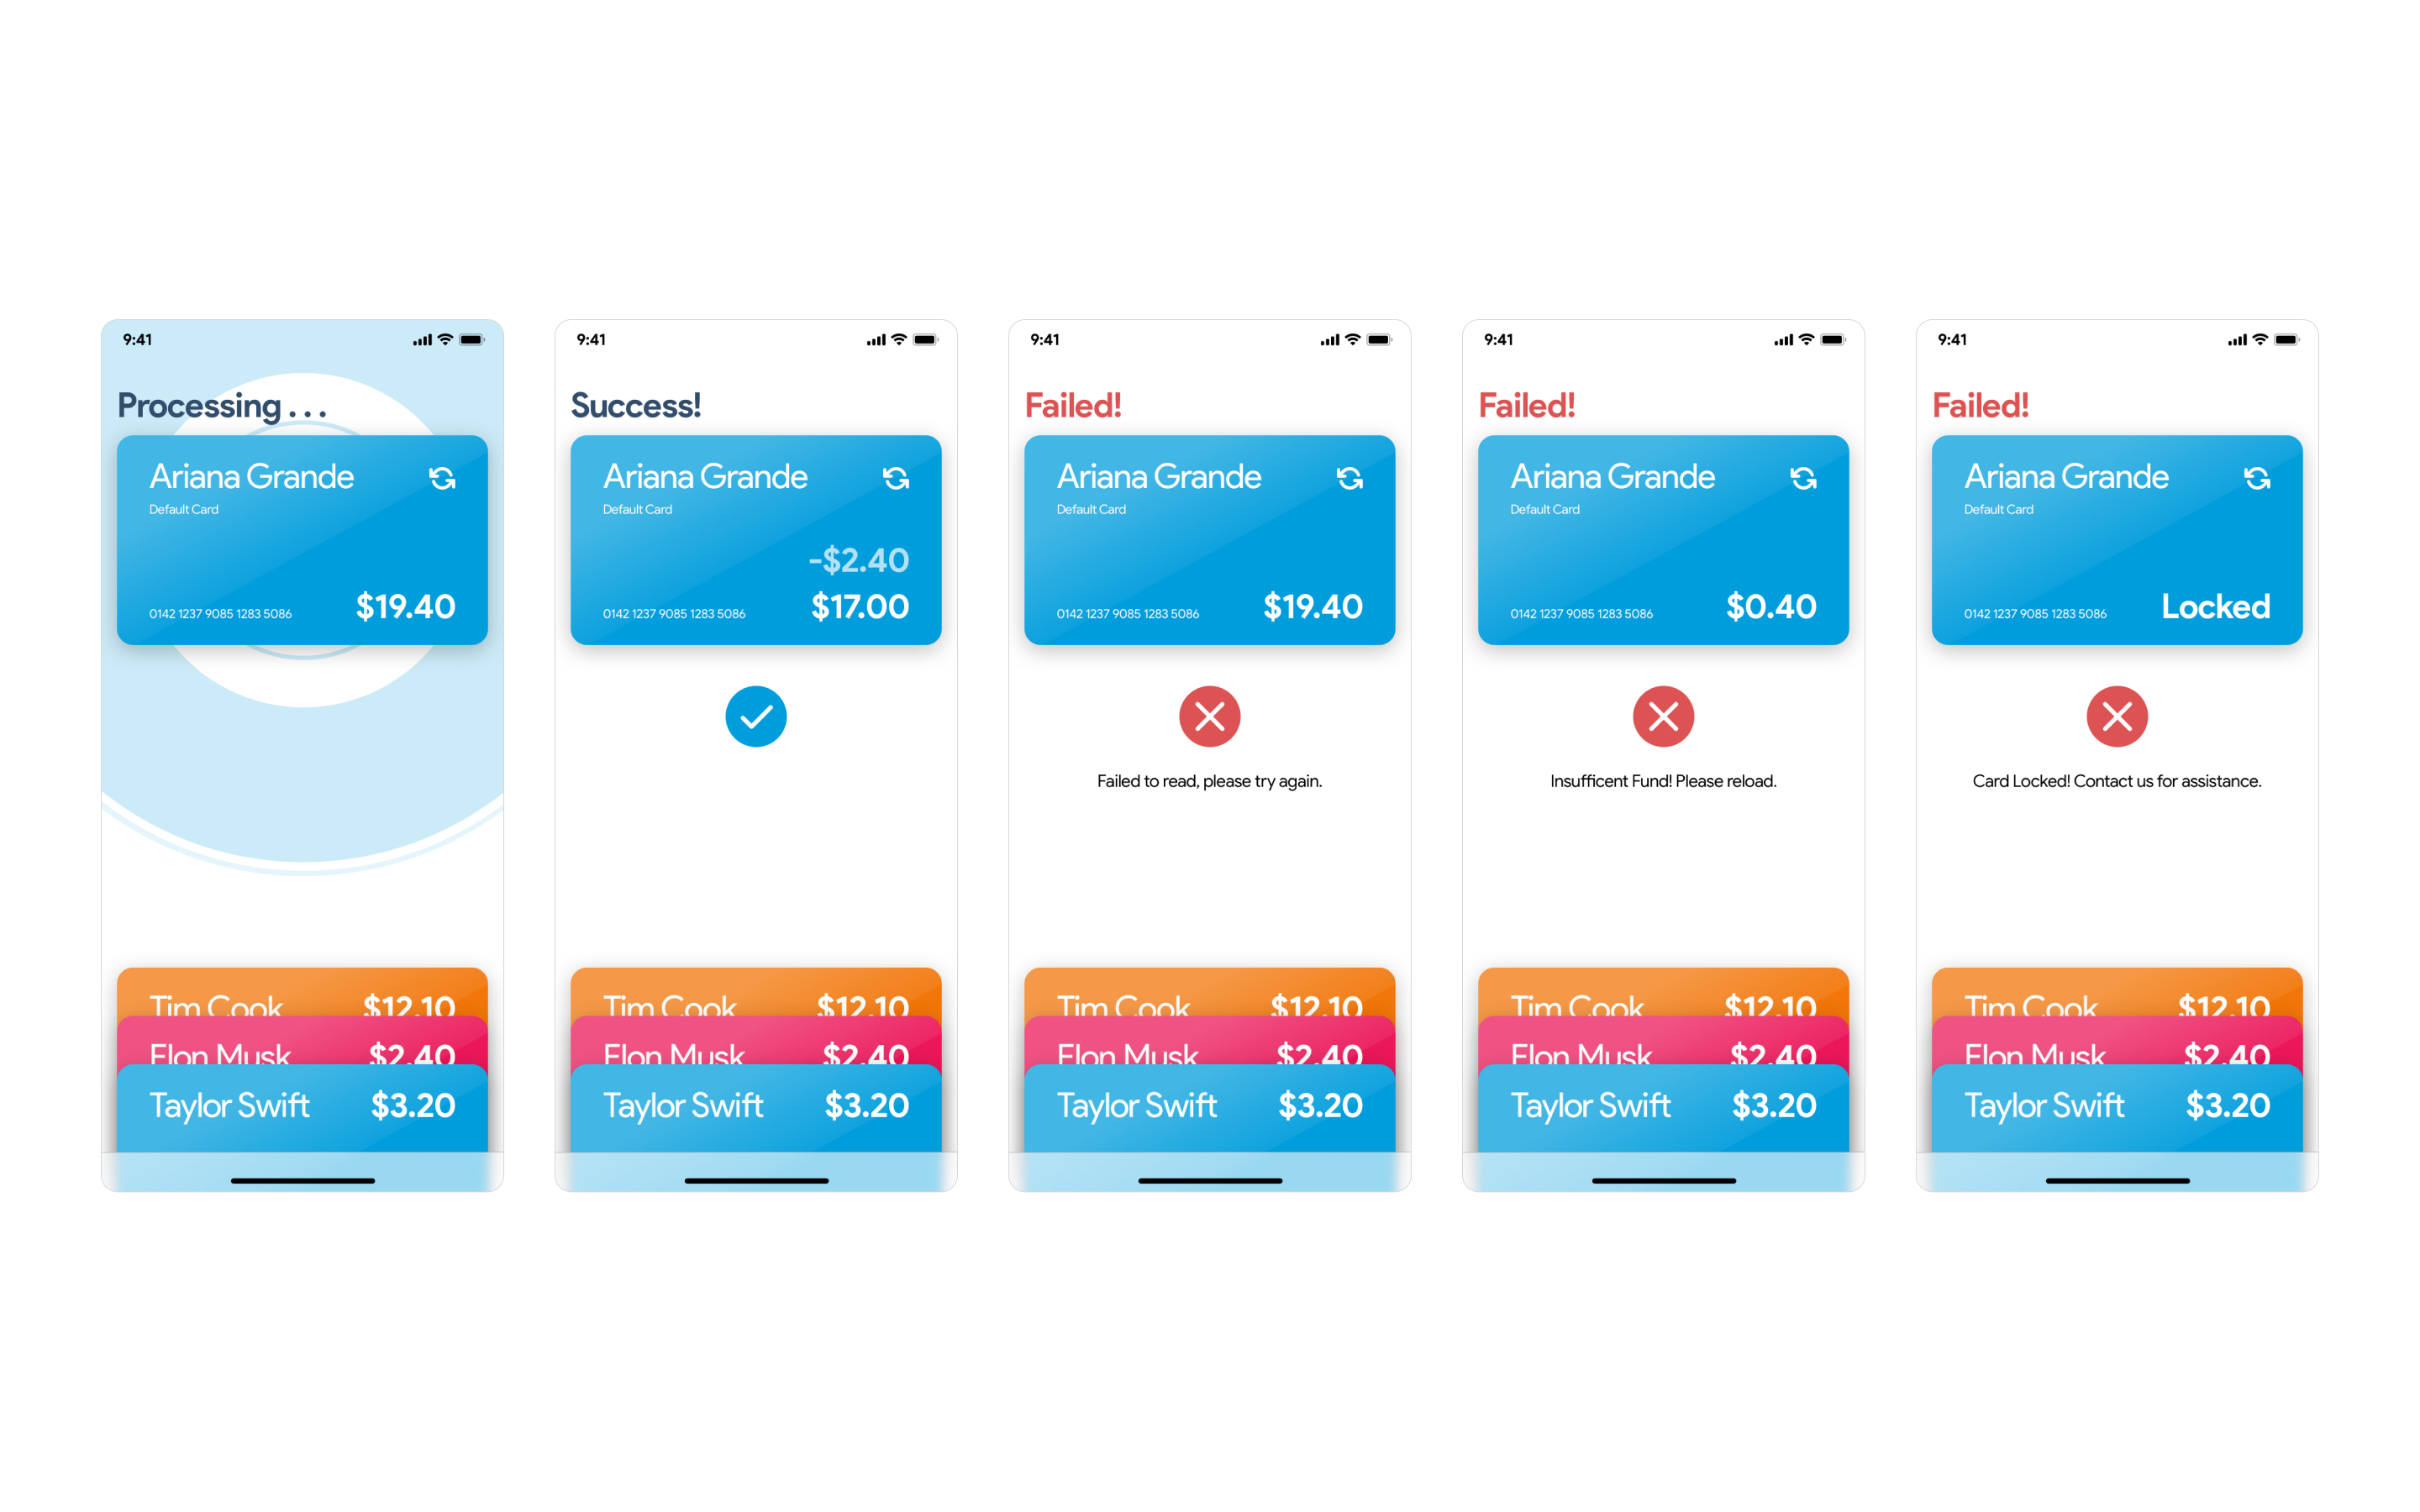 9:41
Processing . . .
Ariana Grande
Default Card
0142 1237 9085 1283 5086
$19.40
Tim Cook
$12.10
Elon Musk
$2.40
Taylor Swift
$3.20
9:41
Success!
Ariana Grande
Default Card
-$2.40
0142 1237 9085 1283 5086
$17.00
Tim Cook
$12.10
Elon Musk
$2.40
Taylor Swift
$3.20
9:41
Failed!
Ariana Grande
Default Card
0142 1237 9085 1283 5086
$19.40
Failed to read, please try again.
Tim Cook
$12.10
Elon Musk
$2.40
Taylor Swift
$3.20
9:41
Failed!
Ariana Grande
Default Card
0142 1237 9085 1283 5086
$0.40
Insufficent Fund! Please reload.
Tim Cook
$12.10
Elon Musk
$2.40
Taylor Swift
$3.20
9:41
Failed!
Ariana Grande
Default Card
0142 1237 9085 1283 5086
Locked
Card Locked! Contact us for assistance.
Tim Cook
$12.10
Elon Musk
$2.40
Taylor Swift
$3.20